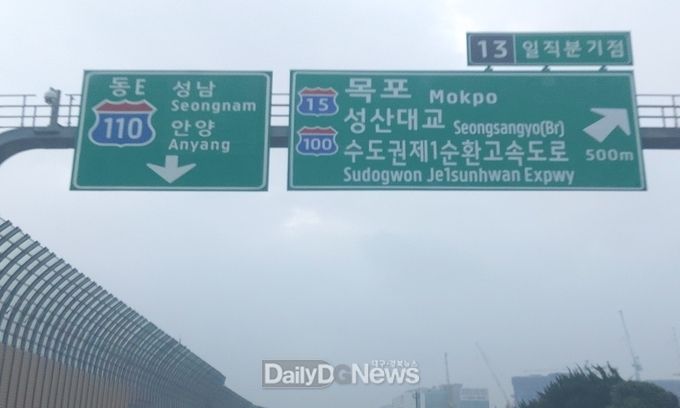 13 일직분기점
동E 성남
Seongnam
110
안양
Anyang
15
목포 Mokpo
성산대교 Seongsangyo(Br)
100
수도권제1순환고속도로
Sudogwon Je1sunhwan Expwy
500m
대구·경북뉴스
DailyDGNews